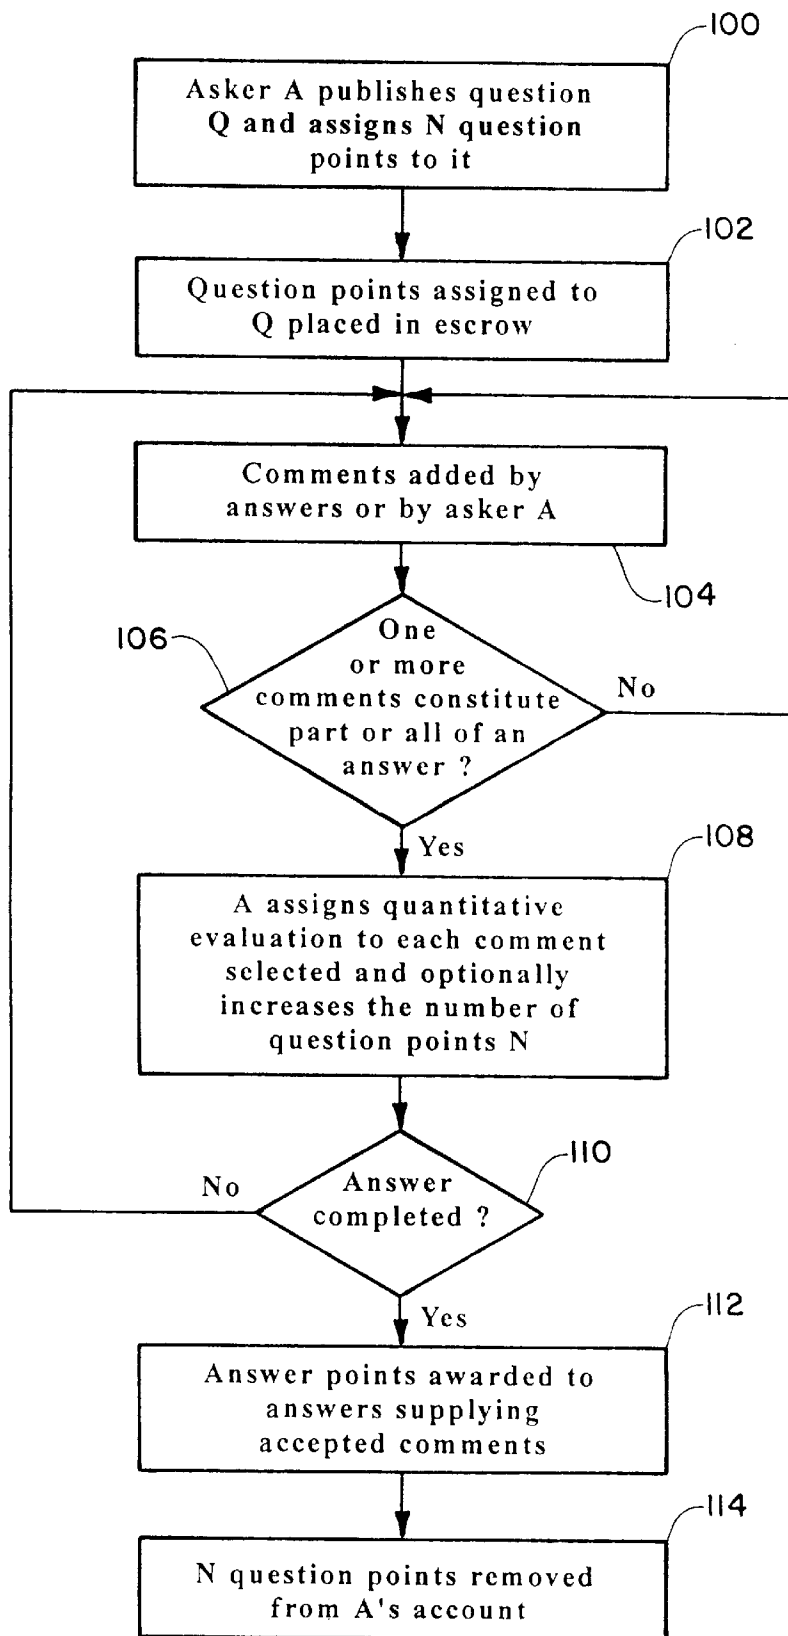 100
Asker A publishes question
Q and assigns N question
points to it
102
Question points assigned to
Q placed in escrow
Comments added by
answers or by asker A
104
106
One
or more
comments constitute
part or all of an
answer ?
No
Yes
108
A assigns quantitative
evaluation to each comment
selected and optionally
increases the number of
question points N
110
No
Answer
completed ?
Yes
112
Answer points awarded to
answers supplying
accepted comments
114
N question points removed
from A's account